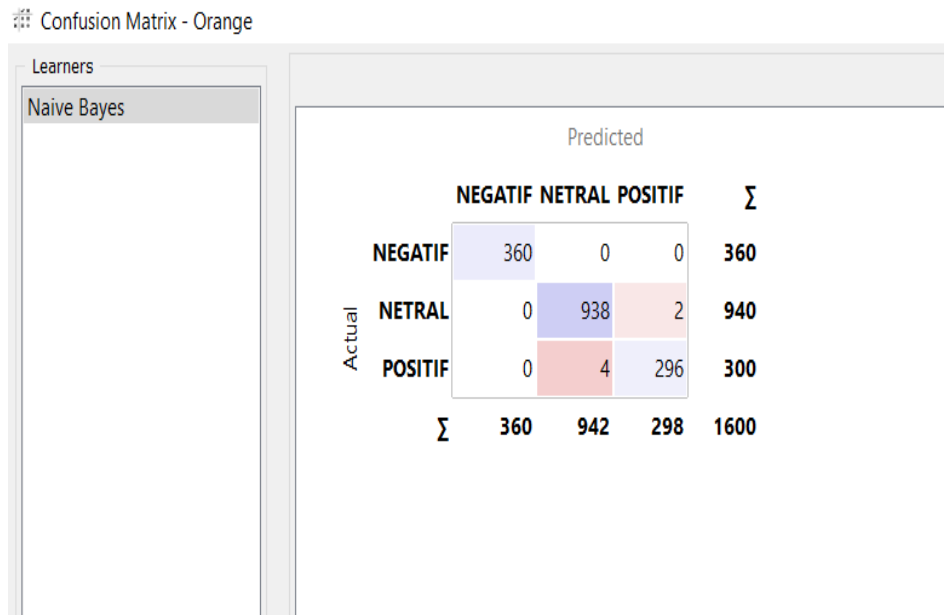 Confusion Matrix - Orange
Learners
Naive Bayes
Predicted
NEGATIF NETRAL POSITIF ∑
NEGATIF 360 0 0 360
NETRAL 0 938 2 940
Actual
POSITIF 0 4 296 300
∑ 360 942 298 1600